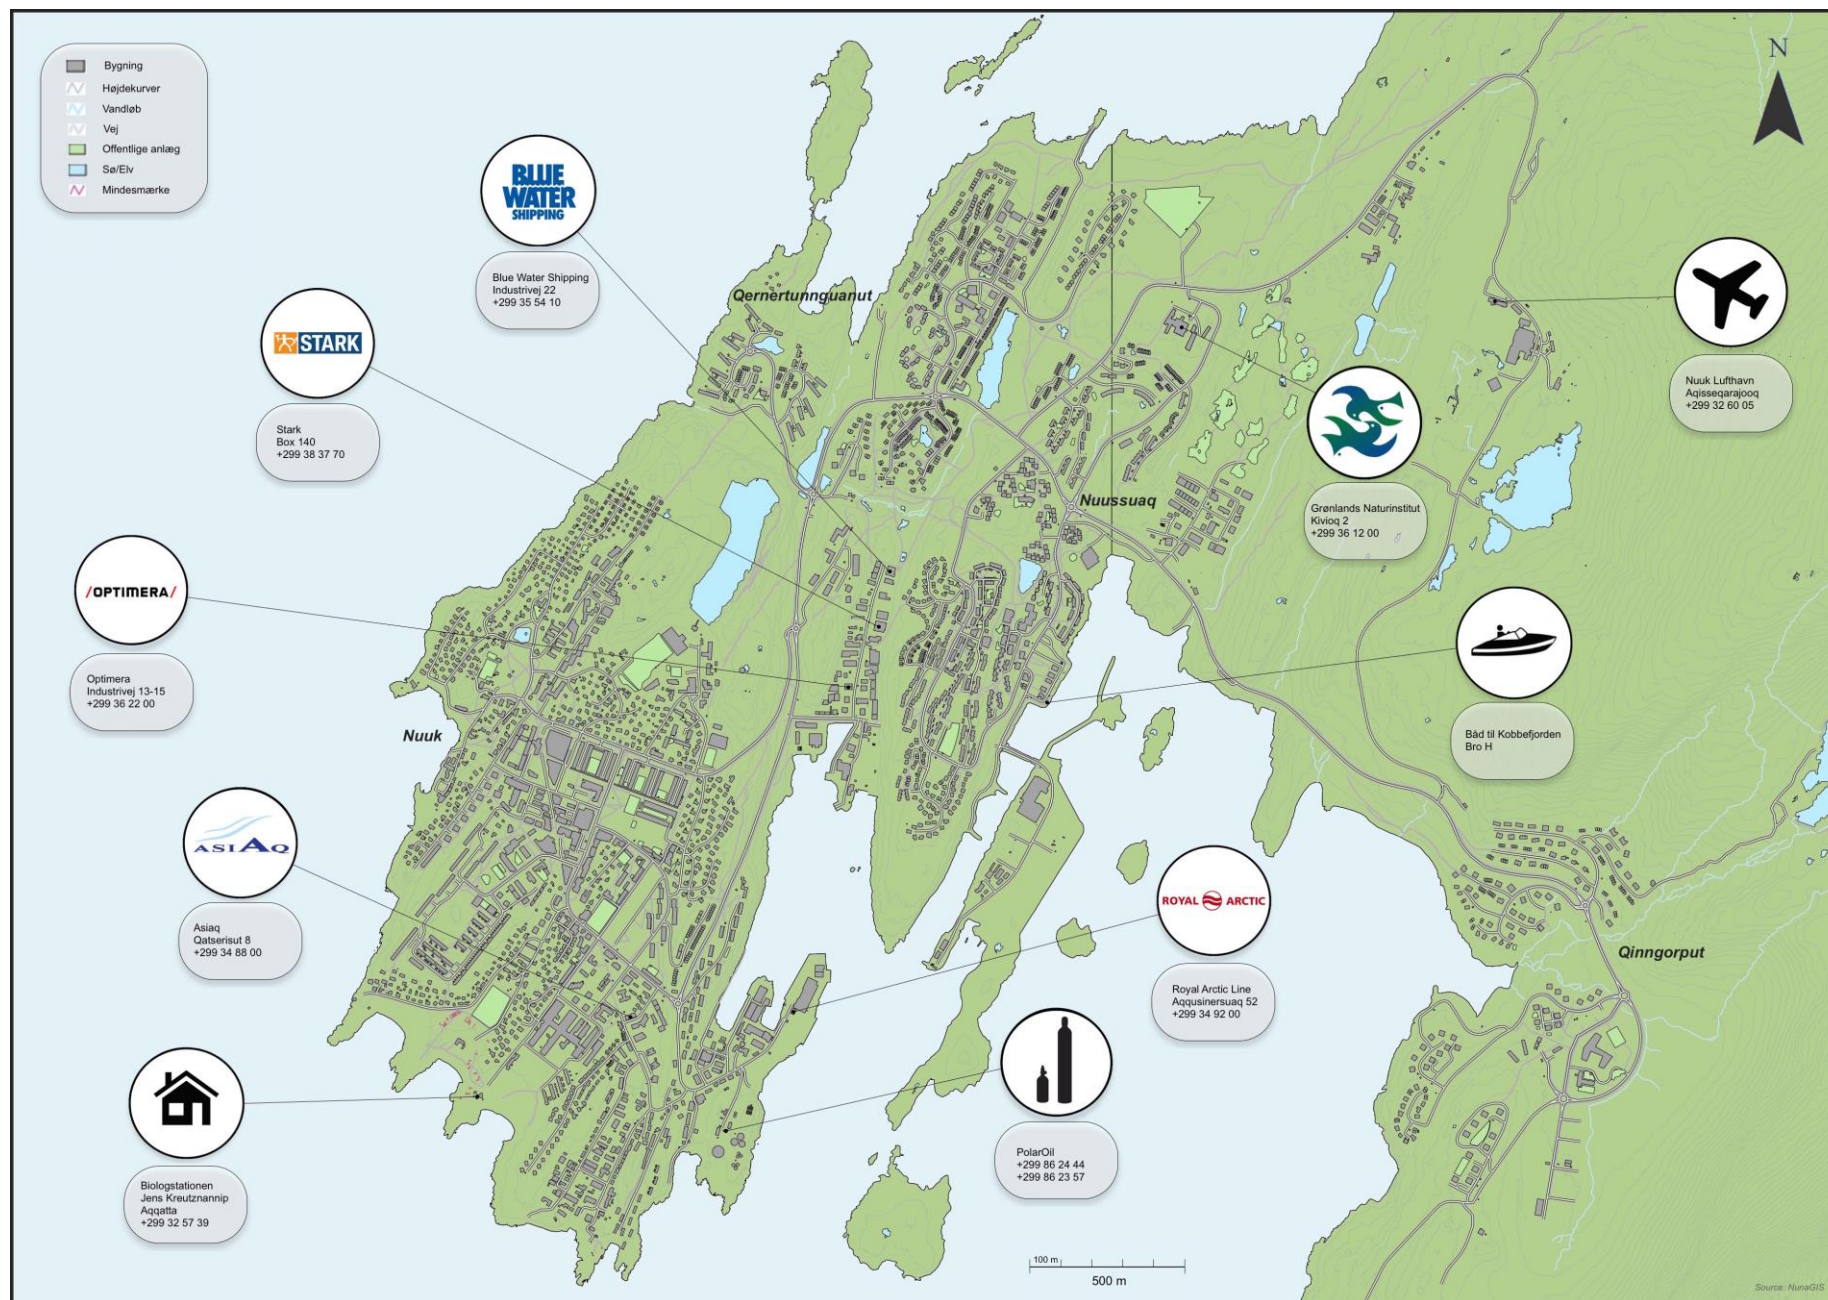 Bygning
Højdekurver
Vandløb
Vej
Offentlige anlæg
Sø/Elv
Mindesmærke
N
BLUE
WATER
SHIPPING
Blue Water Shipping
Industrivej 22
+299 35 54 10
Qernertunnguanut
STARK
Stark
Box 140
+299 38 37 70
Nuuk Lufthavn
Aqisseqarajooq
+299 32 60 05
Nuussuaq
Grønlands Naturinstitut
Kivioq 2
+299 36 12 00
/OPTIMERA/
Optimera
Industrivej 13-15
+299 36 22 00
Nuuk
Båd til Kobbefjorden
Bro H
ASIAQ
Asiaq
Qatserisut 8
+299 34 88 00
ROYAL ARCTIC
Royal Arctic Line
Aqqusinersuaq 52
+299 34 92 00
Qinngorput
Biologstationen
Jens Kreutznannip
Aqqatta
+299 32 57 39
PolarOil
+299 86 24 44
+299 86 23 57
100 m
500 m
Source: NunaGIS